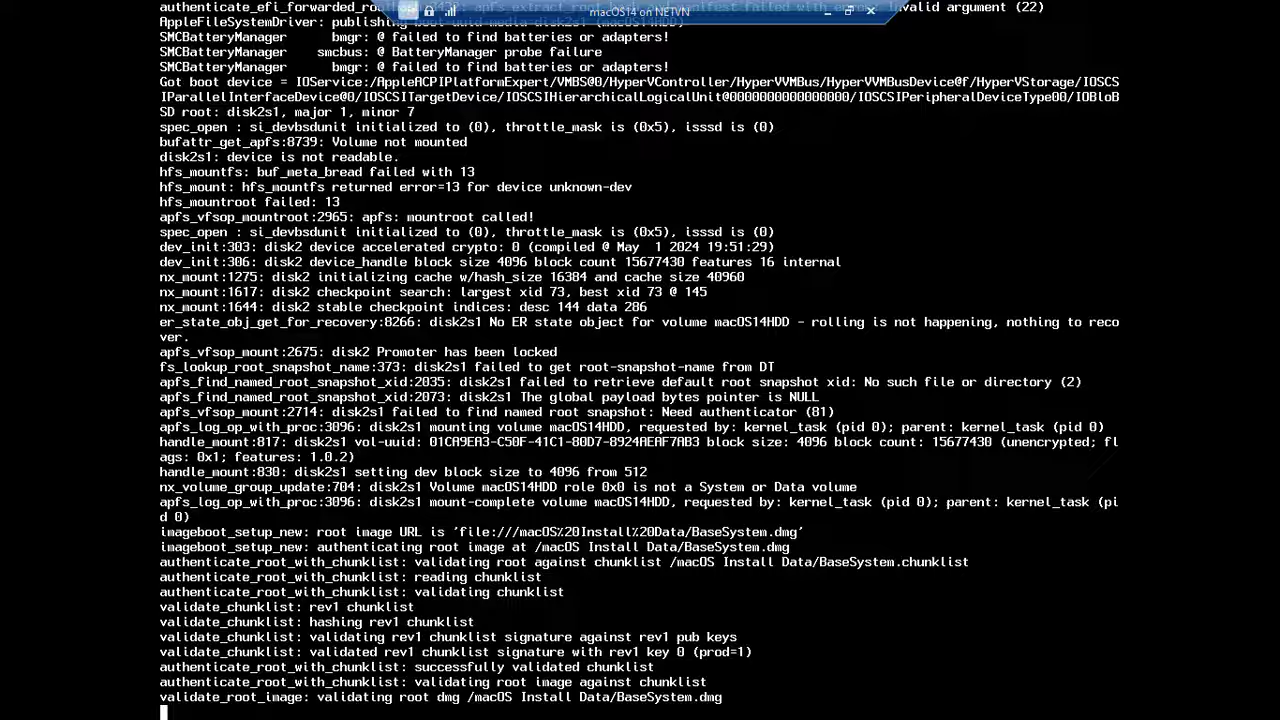 authenticate_efi_forwarded_roo
invalid argument (22)
macOS14 on NETVN
AppleFileSystemDriver: publishing boot-uuid-media disk2s1 (macOS14HDD)
SMCBatteryManager      bmgr: @ failed to find batteries or adapters!
SMCBatteryManager    smcbus: @ BatteryManager probe failure
SMCBatteryManager      bmgr: @ failed to find batteries or adapters!
Got boot device = IOService:/AppleACPIPlatformExpert/VMBS@0/HyperVController/HyperVVMBus/HyperVVMBusDevice@f/HyperVStorage/IOSCS
IParallelInterfaceDevice@0/IOSCSITargetDevice/IOSCSIHierarchicalLogicalUnit@0000000000000000/IOSCSIPeripheralDeviceType00/IOBloB
SD root: disk2s1, major 1, minor 7
spec_open : si_devbsdunit initialized to (0), throttle_mask is (0x5), isssd is (0)
bufattr_get_apfs:8739: Volume not mounted
disk2s1: device is not readable.
hfs_mountfs: buf_meta_bread failed with 13
hfs_mount: hfs_mountfs returned error=13 for device unknown-dev
hfs_mountroot failed: 13
apfs_vfsop_mountroot:2965: apfs: mountroot called!
spec_open : si_devbsdunit initialized to (0), throttle_mask is (0x5), isssd is (0)
dev_init:303: disk2 device accelerated crypto: 0 (compiled @ May  1 2024 19:51:29)
dev_init:306: disk2 device_handle block size 4096 block count 15677430 features 16 internal
nx_mount:1275: disk2 initializing cache w/hash_size 16384 and cache size 40960
nx_mount:1617: disk2 checkpoint search: largest xid 73, best xid 73 @ 145
nx_mount:1644: disk2 stable checkpoint indices: desc 144 data 286
er_state_obj_get_for_recovery:8266: disk2s1 No ER state object for volume macOS14HDD - rolling is not happening, nothing to reco
ver.
apfs_vfsop_mount:2675: disk2 Promoter has been locked
fs_lookup_root_snapshot_name:373: disk2s1 failed to get root-snapshot-name from DT
apfs_find_named_root_snapshot_xid:2035: disk2s1 failed to retrieve default root snapshot xid: No such file or directory (2)
apfs_find_named_root_snapshot_xid:2073: disk2s1 The global payload bytes pointer is NULL
apfs_vfsop_mount:2714: disk2s1 failed to find named root snapshot: Need authenticator (81)
apfs_log_op_with_proc:3096: disk2s1 mounting volume macOS14HDD, requested by: kernel_task (pid 0); parent: kernel_task (pid 0)
handle_mount:817: disk2s1 vol-uuid: 01CA9EA3-C50F-41C1-80D7-8924AEAF7AB3 block size: 4096 block count: 15677430 (unencrypted; fl
ags: 0x1; features: 1.0.2)
handle_mount:830: disk2s1 setting dev block size to 4096 from 512
nx_volume_group_update:704: disk2s1 Volume macOS14HDD role 0x0 is not a System or Data volume
apfs_log_op_with_proc:3096: disk2s1 mount-complete volume macOS14HDD, requested by: kernel_task (pid 0); parent: kernel_task (pi
d 0)
imageboot_setup_new: root image URL is 'file:///macOS%20Install%20Data/BaseSystem.dmg'
imageboot_setup_new: authenticating root image at /macOS Install Data/BaseSystem.dmg
authenticate_root_with_chunklist: validating root against chunklist /macOS Install Data/BaseSystem.chunklist
authenticate_root_with_chunklist: reading chunklist
authenticate_root_with_chunklist: validating chunklist
validate_chunklist: rev1 chunklist
validate_chunklist: hashing rev1 chunklist
validate_chunklist: validating rev1 chunklist signature against rev1 pub keys
validate_chunklist: validated rev1 chunklist signature with rev1 key 0 (prod=1)
authenticate_root_with_chunklist: successfully validated chunklist
authenticate_root_with_chunklist: validating root image against chunklist
validate_root_image: validating root dmg /macOS Install Data/BaseSystem.dmg